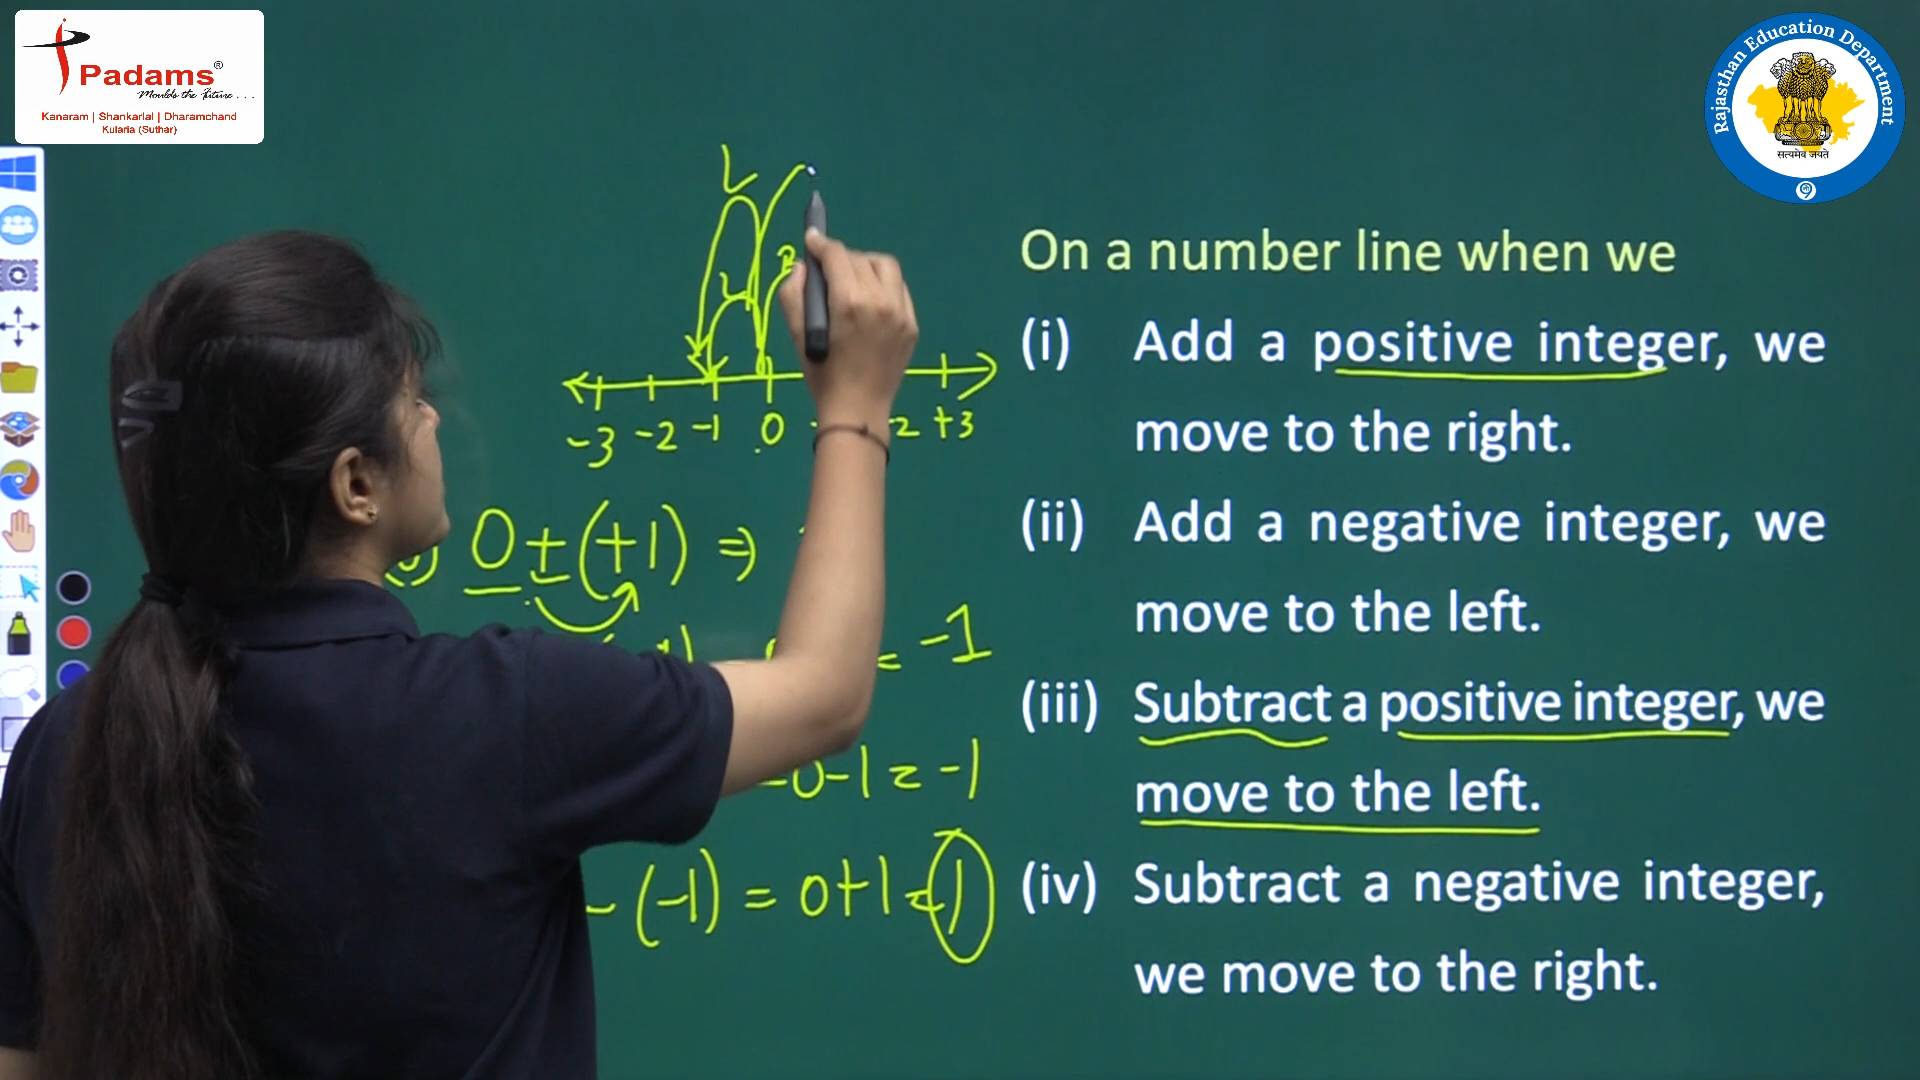 Padams®
Moulds the Future...
Kanaram | Shankarlal | Dharamchand
Kularia (Suthar)
Rajasthan Education Department
सत्यमेव जयते
L
L
R
-3 -2 -1 0 2 +3
0 + (+1) ⇒
= -1
0-1 = -1
- (-1) = 0+1 = 1
On a number line when we
(i) Add a positive integer, we
move to the right.
(ii) Add a negative integer, we
move to the left.
(iii) Subtract a positive integer, we
move to the left.
(iv) Subtract a negative integer,
we move to the right.